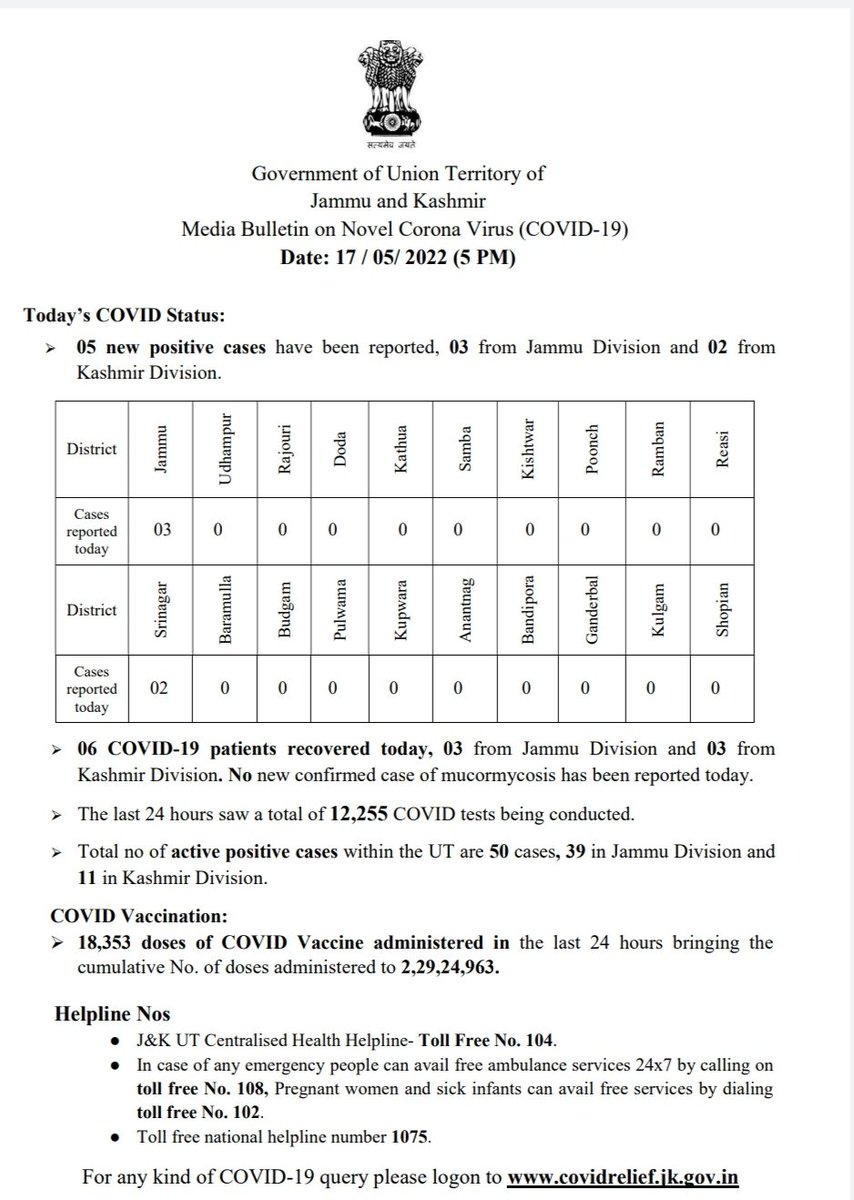 सत्यमेव जयते
Government of Union Territory of
Jammu and Kashmir
Media Bulletin on Novel Corona Virus (COVID-19)
Date: 17 / 05/ 2022 (5 PM)
Today’s COVID Status:
➢ 05 new positive cases have been reported, 03 from Jammu Division and 02 from
Kashmir Division.
District Jammu Udhampur Rajouri Doda Kathua Samba Kishtwar Poonch Ramban Reasi
Cases
reported
today 03 0 0 0 0 0 0 0 0 0
District Srinagar Baramulla Budgam Pulwama Kupwara Anantnag Bandipora Ganderbal Kulgam Shopian
Cases
reported
today 02 0 0 0 0 0 0 0 0 0
➢ 06 COVID-19 patients recovered today, 03 from Jammu Division and 03 from
Kashmir Division. No new confirmed case of mucormycosis has been reported today.
➢ The last 24 hours saw a total of 12,255 COVID tests being conducted.
➢ Total no of active positive cases within the UT are 50 cases, 39 in Jammu Division and
11 in Kashmir Division.
COVID Vaccination:
➢ 18,353 doses of COVID Vaccine administered in the last 24 hours bringing the
cumulative No. of doses administered to 2,29,24,963.
Helpline Nos
● J&K UT Centralised Health Helpline- Toll Free No. 104.
● In case of any emergency people can avail free ambulance services 24x7 by calling on
toll free No. 108, Pregnant women and sick infants can avail free services by dialing
toll free No. 102.
● Toll free national helpline number 1075.
For any kind of COVID-19 query please logon to www.covidrelief.jk.gov.in